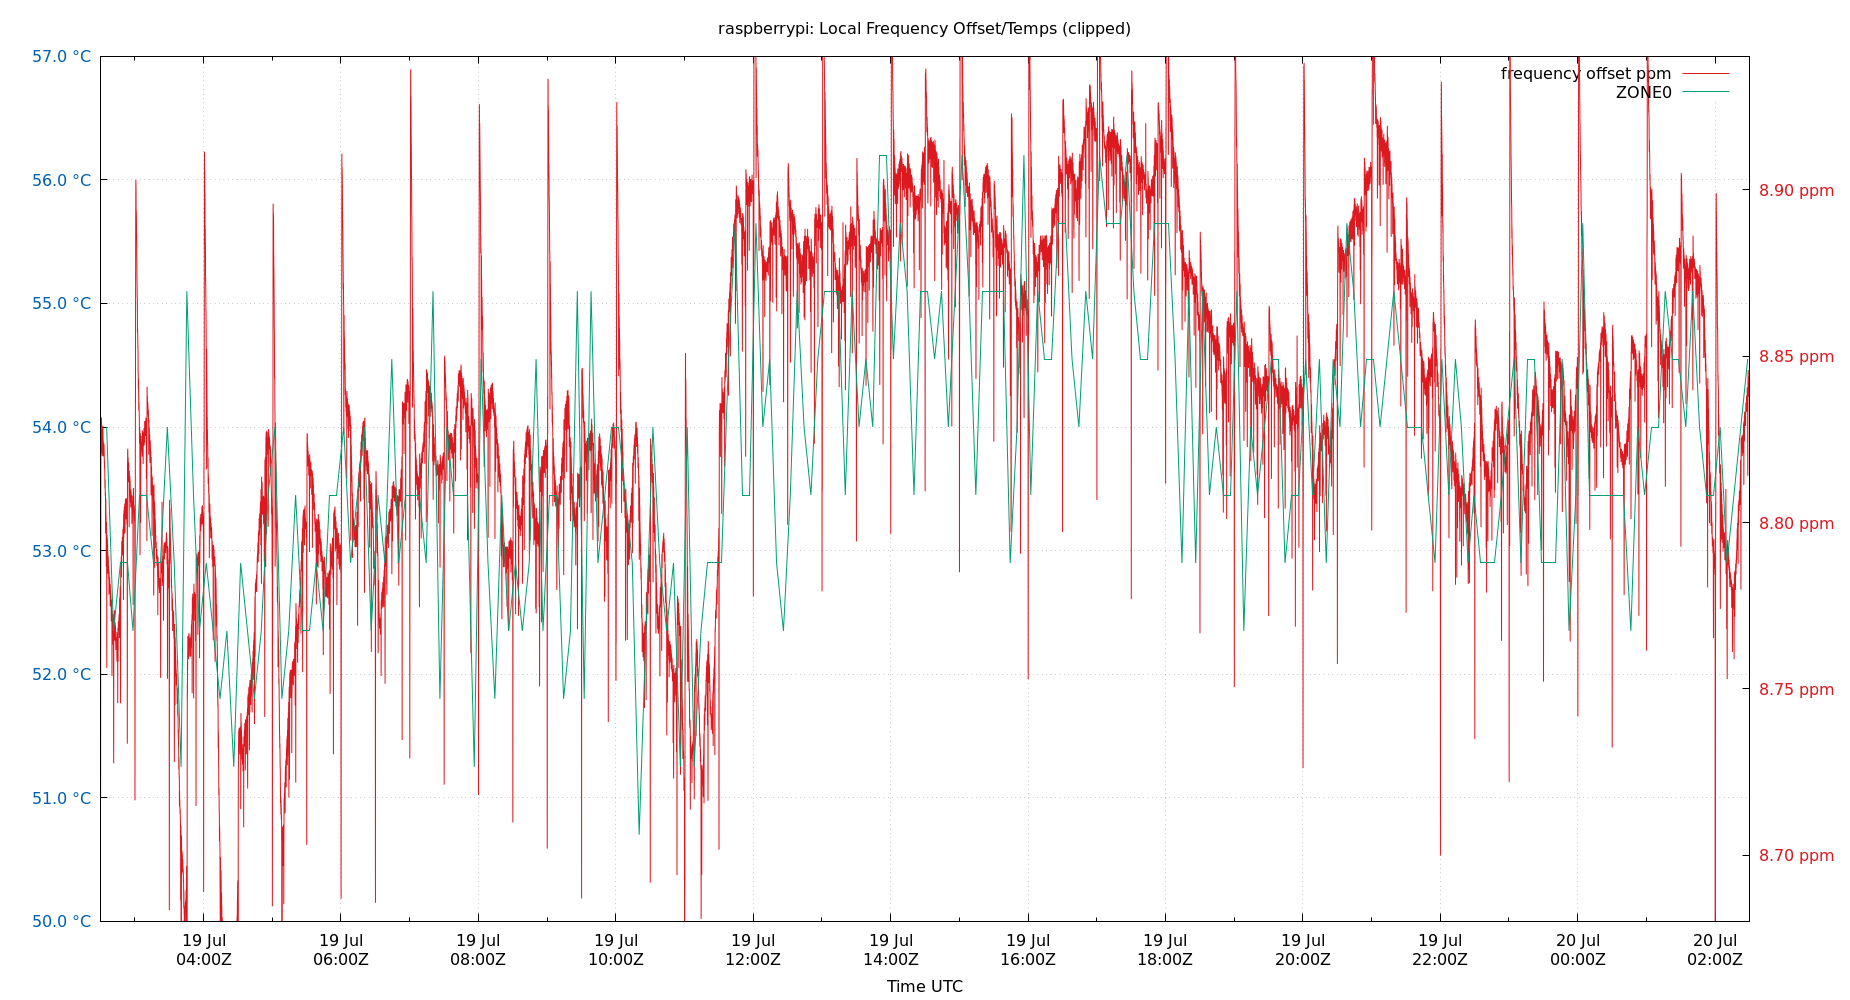 raspberrypi: Local Frequency Offset/Temps (clipped)
57.0 °C
56.0 °C
55.0 °C
54.0 °C
53.0 °C
52.0 °C
51.0 °C
50.0 °C
frequency offset ppm
ZONE0
8.90 ppm
8.85 ppm
8.80 ppm
8.75 ppm
8.70 ppm
19 Jul
04:00Z
19 Jul
06:00Z
19 Jul
08:00Z
19 Jul
10:00Z
19 Jul
12:00Z
19 Jul
14:00Z
19 Jul
16:00Z
19 Jul
18:00Z
19 Jul
20:00Z
19 Jul
22:00Z
20 Jul
00:00Z
20 Jul
02:00Z
Time UTC